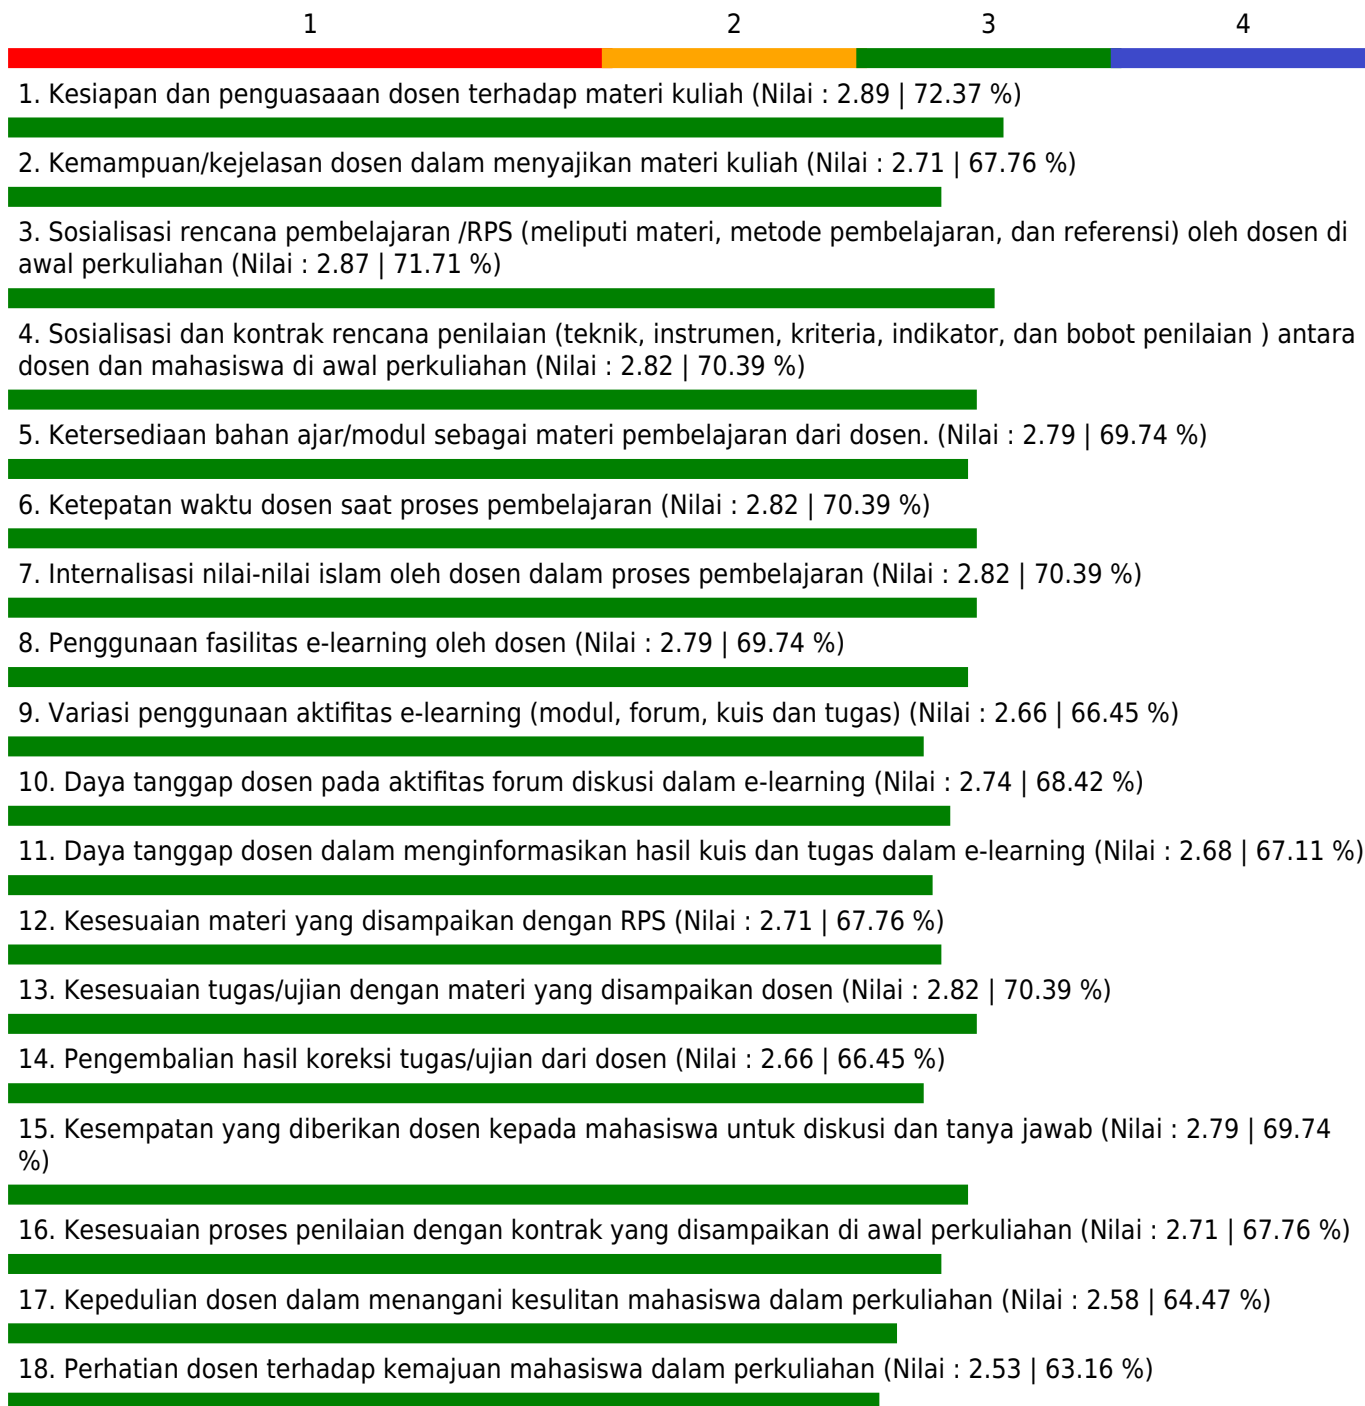 1 2 3 4
1. Kesiapan dan penguasaaan dosen terhadap materi kuliah (Nilai : 2.89 | 72.37 %)
2. Kemampuan/kejelasan dosen dalam menyajikan materi kuliah (Nilai : 2.71 | 67.76 %)
3. Sosialisasi rencana pembelajaran /RPS (meliputi materi, metode pembelajaran, dan referensi) oleh dosen di
awal perkuliahan (Nilai : 2.87 | 71.71 %)
4. Sosialisasi dan kontrak rencana penilaian (teknik, instrumen, kriteria, indikator, dan bobot penilaian ) antara
dosen dan mahasiswa di awal perkuliahan (Nilai : 2.82 | 70.39 %)
5. Ketersediaan bahan ajar/modul sebagai materi pembelajaran dari dosen. (Nilai : 2.79 | 69.74 %)
6. Ketepatan waktu dosen saat proses pembelajaran (Nilai : 2.82 | 70.39 %)
7. Internalisasi nilai-nilai islam oleh dosen dalam proses pembelajaran (Nilai : 2.82 | 70.39 %)
8. Penggunaan fasilitas e-learning oleh dosen (Nilai : 2.79 | 69.74 %)
9. Variasi penggunaan aktifitas e-learning (modul, forum, kuis dan tugas) (Nilai : 2.66 | 66.45 %)
10. Daya tanggap dosen pada aktifitas forum diskusi dalam e-learning (Nilai : 2.74 | 68.42 %)
11. Daya tanggap dosen dalam menginformasikan hasil kuis dan tugas dalam e-learning (Nilai : 2.68 | 67.11 %)
12. Kesesuaian materi yang disampaikan dengan RPS (Nilai : 2.71 | 67.76 %)
13. Kesesuaian tugas/ujian dengan materi yang disampaikan dosen (Nilai : 2.82 | 70.39 %)
14. Pengembalian hasil koreksi tugas/ujian dari dosen (Nilai : 2.66 | 66.45 %)
15. Kesempatan yang diberikan dosen kepada mahasiswa untuk diskusi dan tanya jawab (Nilai : 2.79 | 69.74
%)
16. Kesesuaian proses penilaian dengan kontrak yang disampaikan di awal perkuliahan (Nilai : 2.71 | 67.76 %)
17. Kepedulian dosen dalam menangani kesulitan mahasiswa dalam perkuliahan (Nilai : 2.58 | 64.47 %)
18. Perhatian dosen terhadap kemajuan mahasiswa dalam perkuliahan (Nilai : 2.53 | 63.16 %)